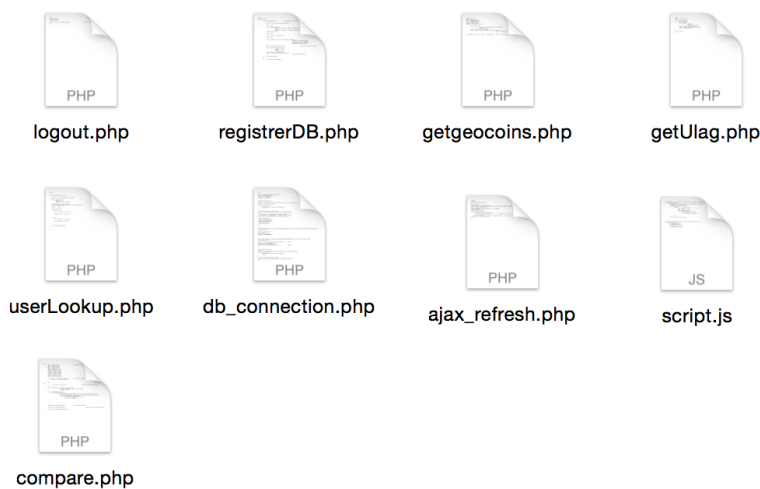 PHP PHP PHP PHP
logout.php registrerDB.php getgeocoins.php getUlag.php
PHP PHP PHP JS
userLookup.php db_connection.php ajax_refresh.php script.js
PHP
compare.php